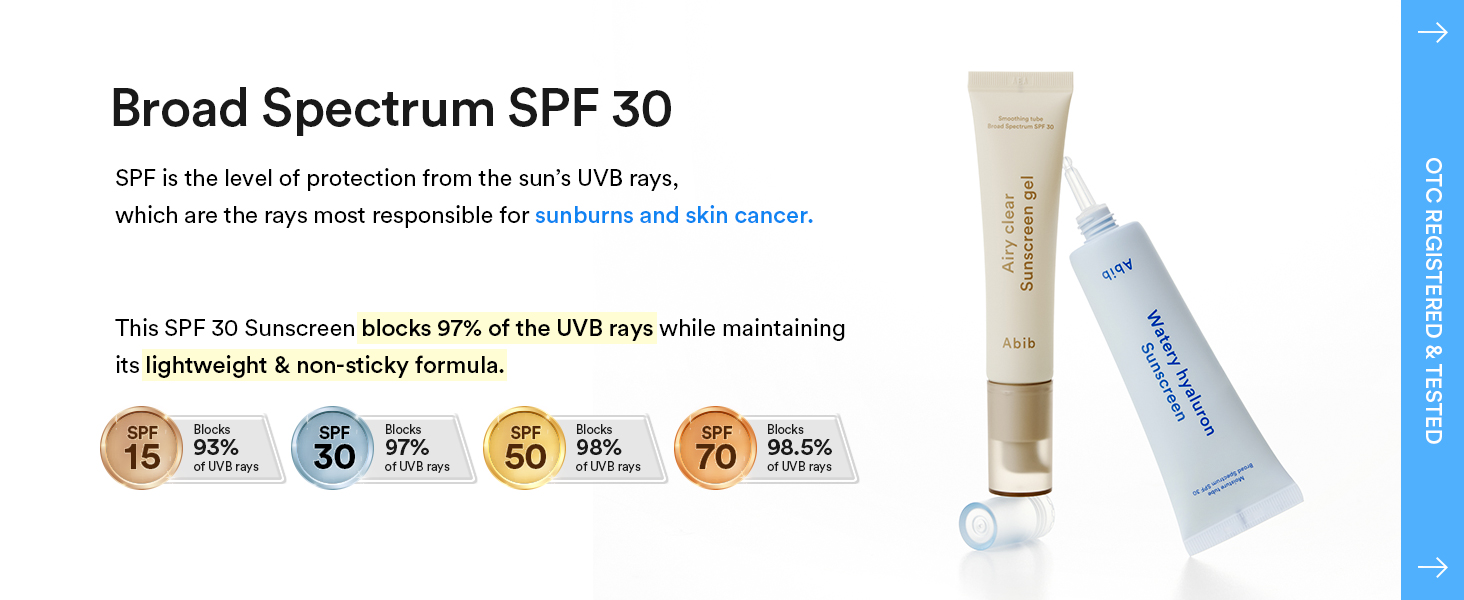 Broad Spectrum SPF 30
SPF is the level of protection from the sun's UVB rays,
which are the rays most responsible for sunburns and skin cancer.
This SPF 30 Sunscreen blocks 97% of the UVB rays while maintaining
its lightweight & non-sticky formula.
SPF
15
Blocks
93%
of UVB rays
SPF
30
Blocks
97%
of UVB rays
SPF
50
Blocks
98%
of UVB rays
SPF
70
Blocks
98.5%
of UVB rays
Smoothing tube
Broad Spectrum SPF 30
Airy clear
Sunscreen gel
Abib
Abib
Watery hyaluron
Sunscreen
Moisture tube
Broad Spectrum SPF 30
OTC REGISTERED & TESTED